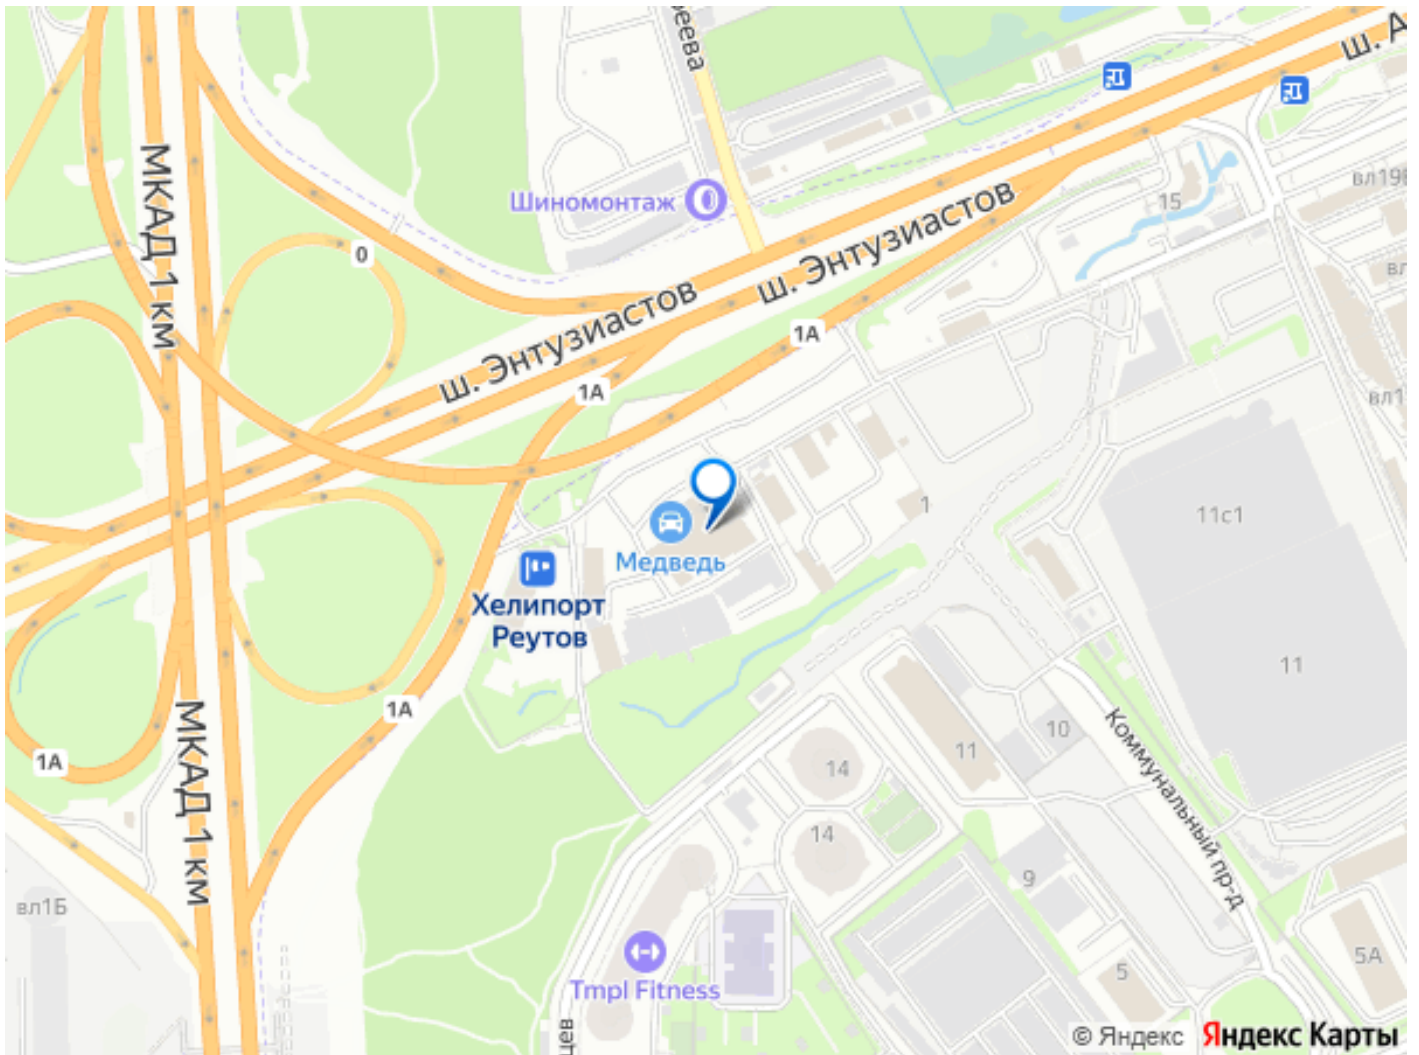 ш. А
МКАД 1 км
Шиномонтаж
ш. Энтузиастов
15
0
ш. Энтузиастов
1А
1А
1
11с1
Медведь
Хелипорт
Реутов
11
1А
1А
МКАД 1 км
10
11
14
Коммунальный пр-д
14
9
вл1Б
5А
5
Tmpl Fitness
© Яндекс Яндекс Карты